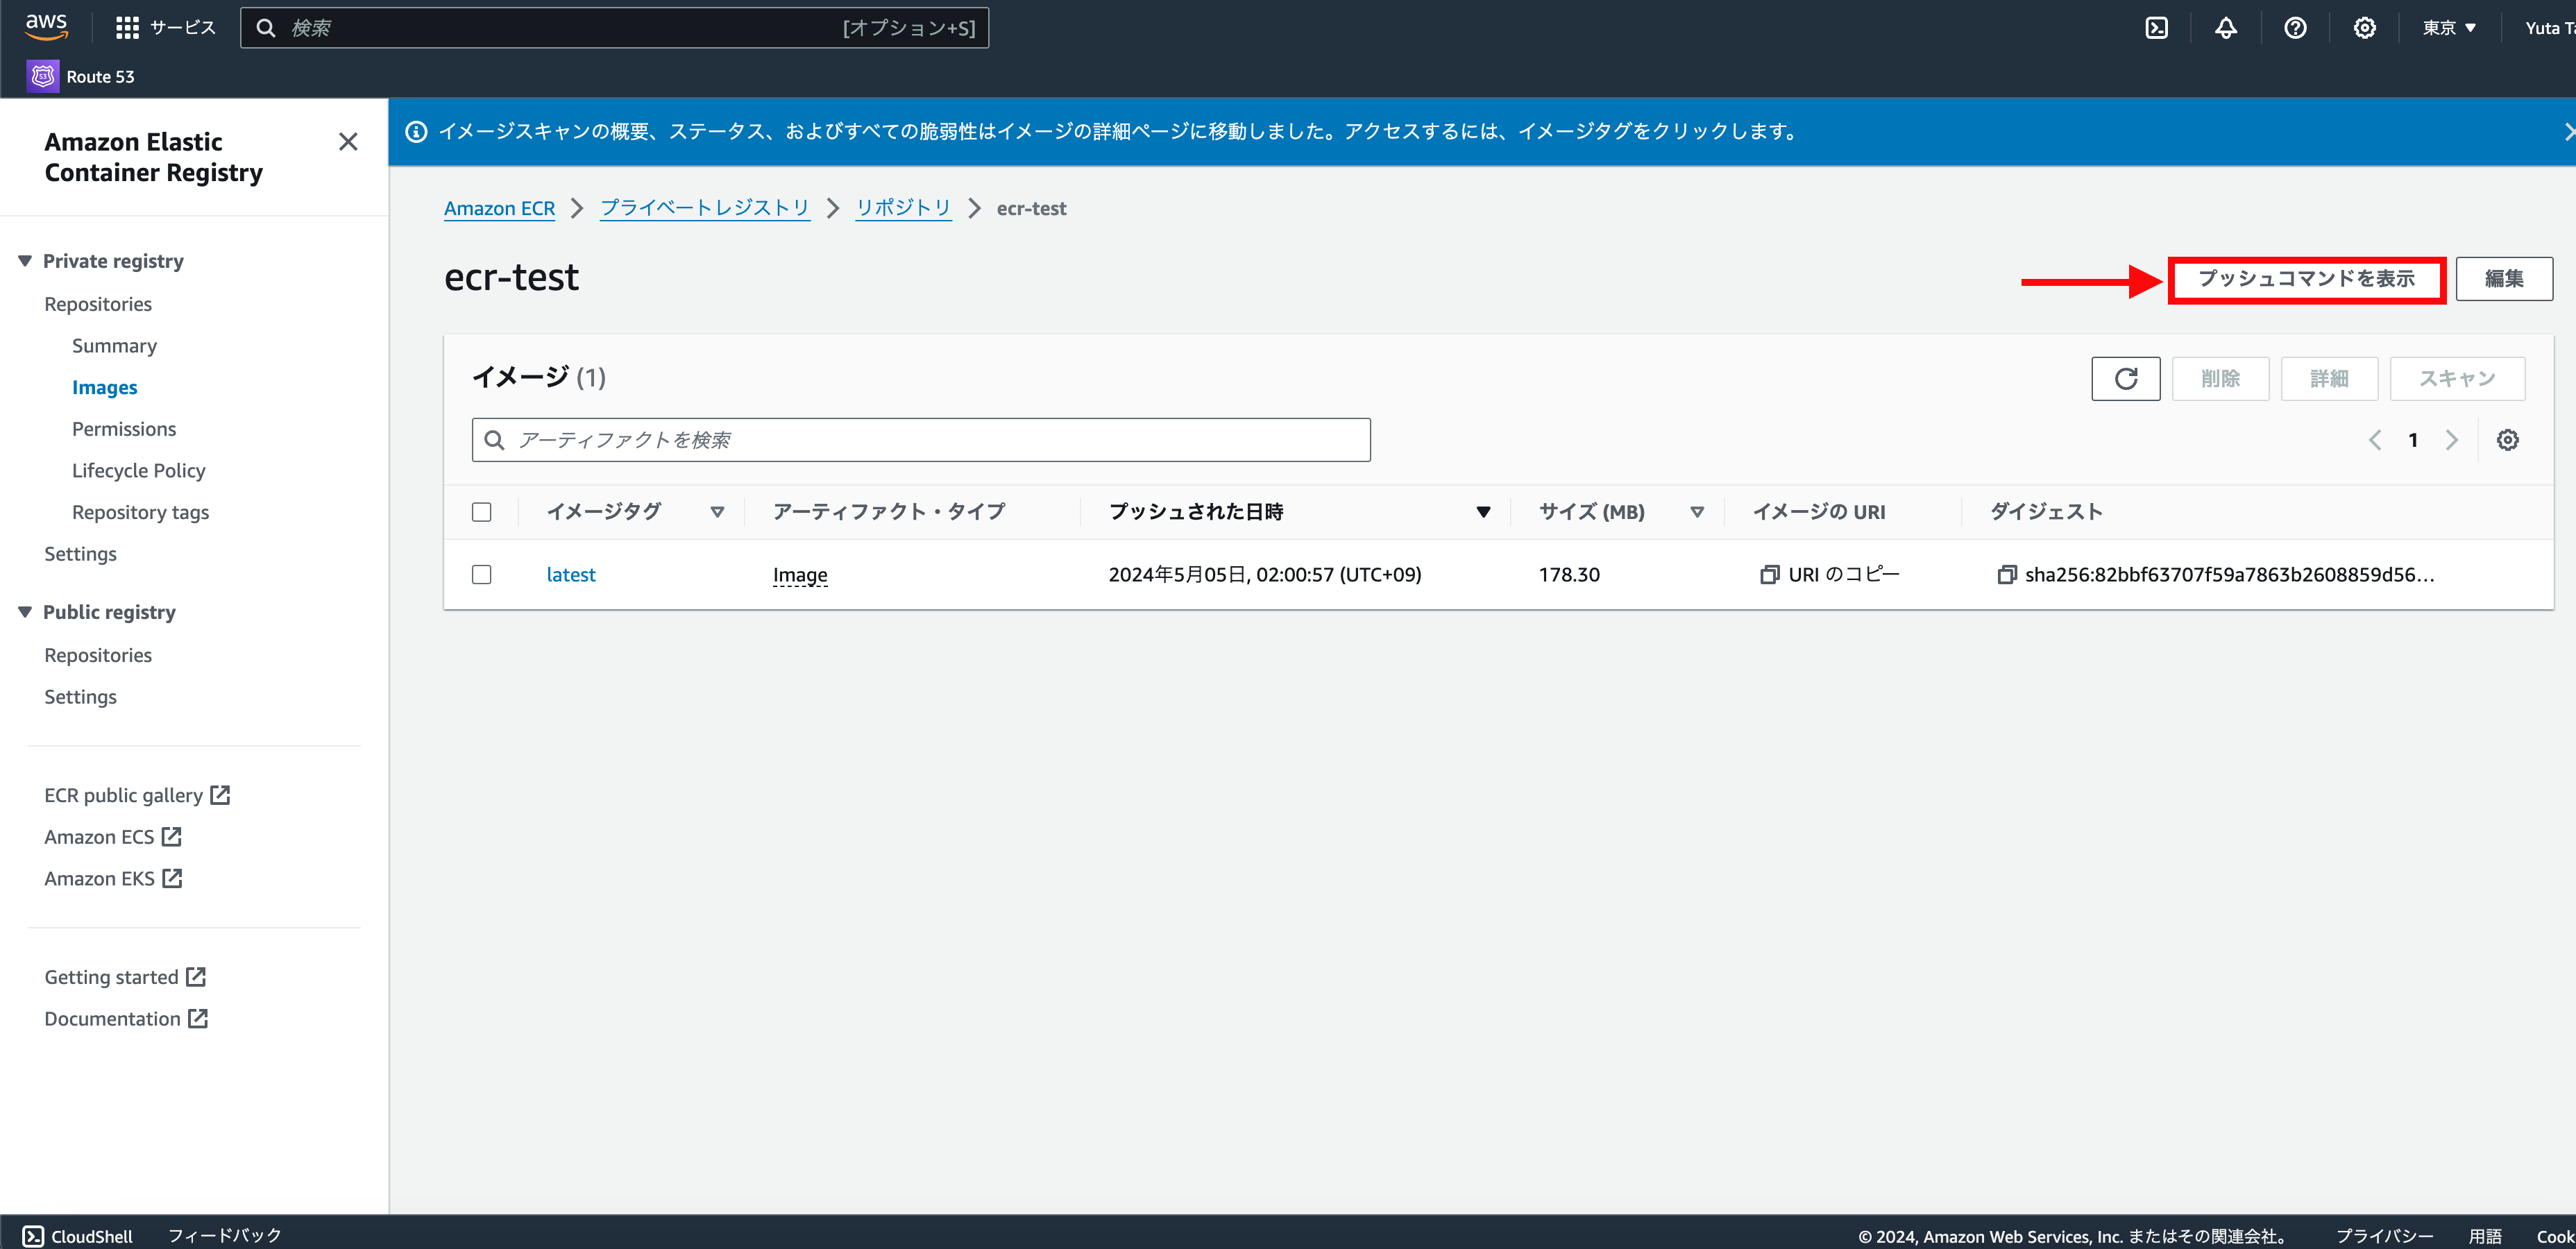 aws サービス 検索 [オプション+S] 東京 ▼ Yuta
Route 53
Amazon Elastic
Container Registry
イメージスキャンの概要、ステータス、およびすべての脆弱性はイメージの詳細ページに移動しました。アクセスするには、イメージタグをクリックします。
Private registry
Repositories
Summary
Images
Permissions
Lifecycle Policy
Repository tags
Settings
Public registry
Repositories
Settings
ECR public gallery
Amazon ECS
Amazon EKS
Getting started
Documentation
Amazon ECR > プライベートレジストリ > リポジトリ > ecr-test
ecr-test
プッシュコマンドを表示 編集
イメージ (1)
削除 詳細 スキャン
アーティファクトを検索
1
イメージタグ アーティファクト・タイプ プッシュされた日時 サイズ (MB) イメージの URI ダイジェスト
latest Image 2024年5月05日, 02:00:57 (UTC+09) 178.30 URI のコピー sha256:82bbf63707f59a7863b2608859d56...
CloudShell フィードバック © 2024, Amazon Web Services, Inc. またはその関連会社。 プライバシー 用語 Cook